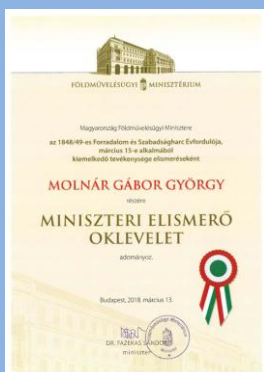 FÖLDMŰVELÉSÜGYI MINISZTÉRIUM
Magyarország Földművelésügyi Minisztere
az 1848/49-es Forradalom és Szabadságharc Évfordulója,
március 15-e alkalmából
kiemelkedő tevékenysége elismeréseként
MOLNÁR GÁBOR GYÖRGY
részére
MINISZTERI ELISMERŐ
OKLEVELET
adományoz.
Budapest, 2018. március 13.
DR. FAZEKAS SÁNDOR
miniszter